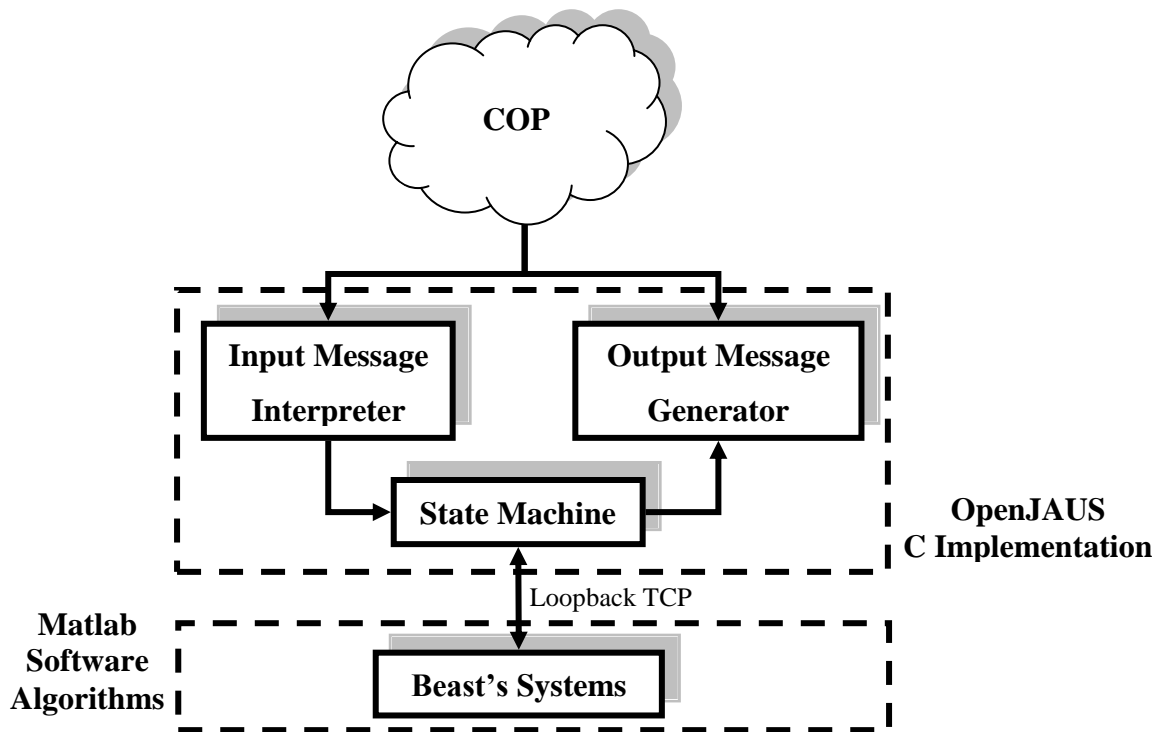 COP
Input Message
Interpreter
Output Message
Generator
State Machine
OpenJAUS
C Implementation
Loopback TCP
Matlab
Software
Algorithms
Beast's Systems